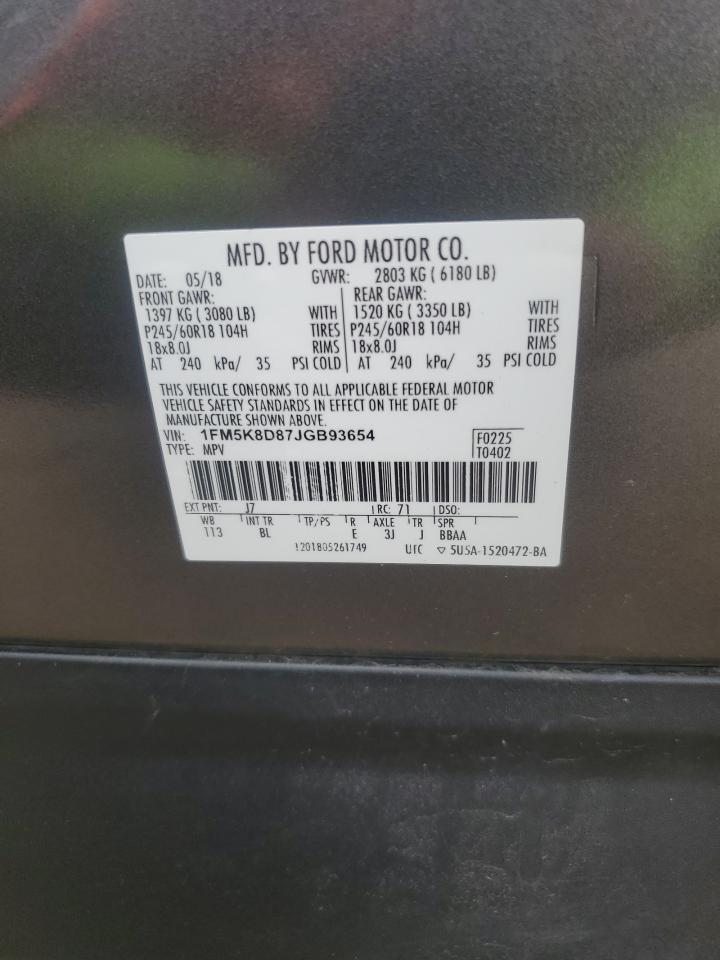 MFD. BY FORD MOTOR CO.
DATE: 05/18 GVWR: 2803 KG ( 6180 LB)
FRONT GAWR: REAR GAWR:
1397 KG ( 3080 LB) WITH 1520 KG ( 3350 LB) WITH
P245/60R18 104H TIRES P245/60R18 104H TIRES
18x8.0J RIMS 18x8.0J RIMS
AT 240 kPa/ 35 PSI COLD AT 240 kPa/ 35 PSI COLD
THIS VEHICLE CONFORMS TO ALL APPLICABLE FEDERAL MOTOR
VEHICLE SAFETY STANDARDS IN EFFECT ON THE DATE OF
MANUFACTURE SHOWN ABOVE.
VIN: 1FM5K8D87JGB93654 F0225
TYPE: MPV T0402
EXT PNT: J7 RC: 71 DSO:
WB INT TR TP/PS R AXLE TR SPR
113 BL E 3J J BBAA
1201805261749 UTC ▽ 5U5A-1520472-BA